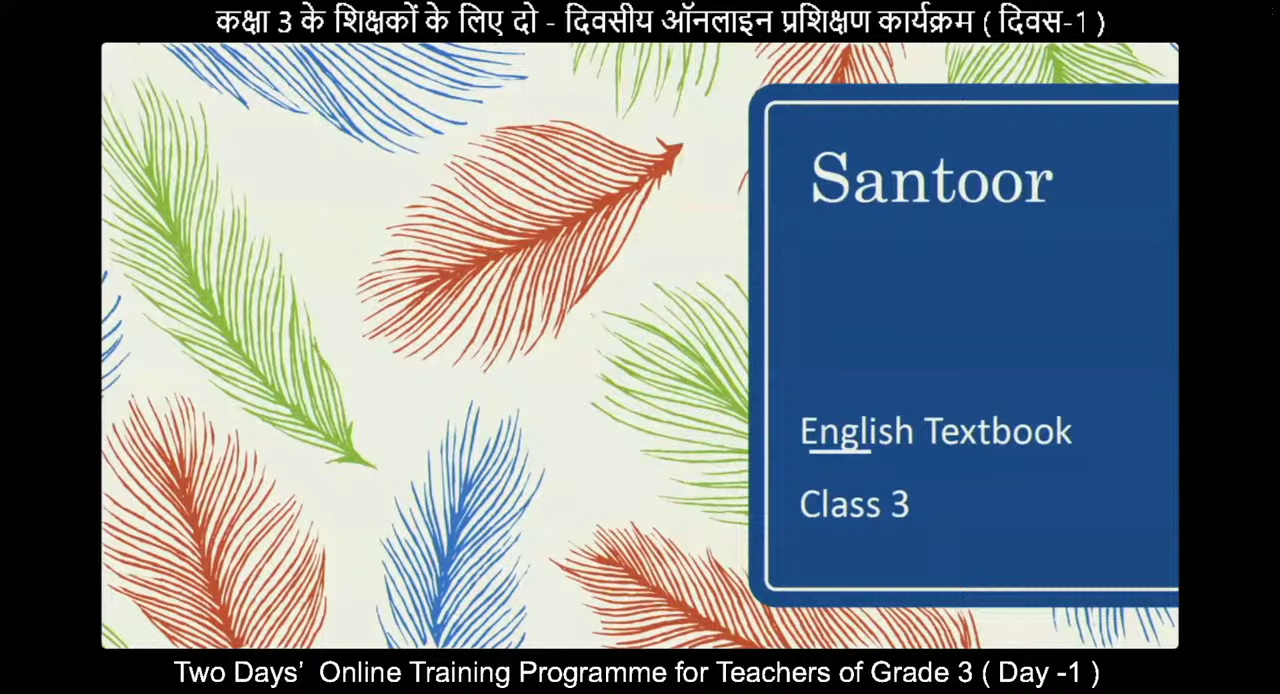 कक्षा 3 के शिक्षकों के लिए दो - दिवसीय ऑनलाइन प्रशिक्षण कार्यक्रम ( दिवस-1 )
Santoor
English Textbook
Class 3
Two Days’ Online Training Programme for Teachers of Grade 3 ( Day -1 )